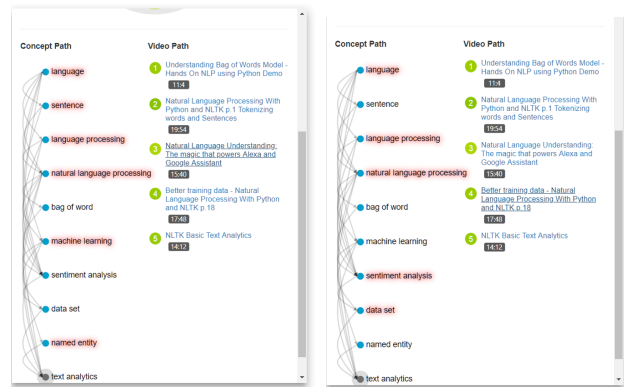 Concept Path
Video Path
language
sentence
language processing
natural language processing
bag of word
machine learning
sentiment analysis
data set
named entity
text analytics
1
Understanding Bag of Words Model -
Hands On NLP using Python Demo
11:4
2
Natural Language Processing With
Python and NLTK p.1 Tokenizing
words and Sentences
19:54
3
Natural Language Understanding:
The magic that powers Alexa and
Google Assistant
15:40
4
Better training data - Natural
Language Processing With Python
and NLTK p.18
17:48
5
NLTK Basic Text Analytics
14:12
Concept Path
Video Path
language
sentence
language processing
natural language processing
bag of word
machine learning
sentiment analysis
data set
named entity
text analytics
1
Understanding Bag of Words Model -
Hands On NLP using Python Demo
11:4
2
Natural Language Processing With
Python and NLTK p.1 Tokenizing
words and Sentences
19:54
3
Natural Language Understanding:
The magic that powers Alexa and
Google Assistant
15:40
4
Better training data - Natural
Language Processing With Python
and NLTK p.18
17:48
5
NLTK Basic Text Analytics
14:12